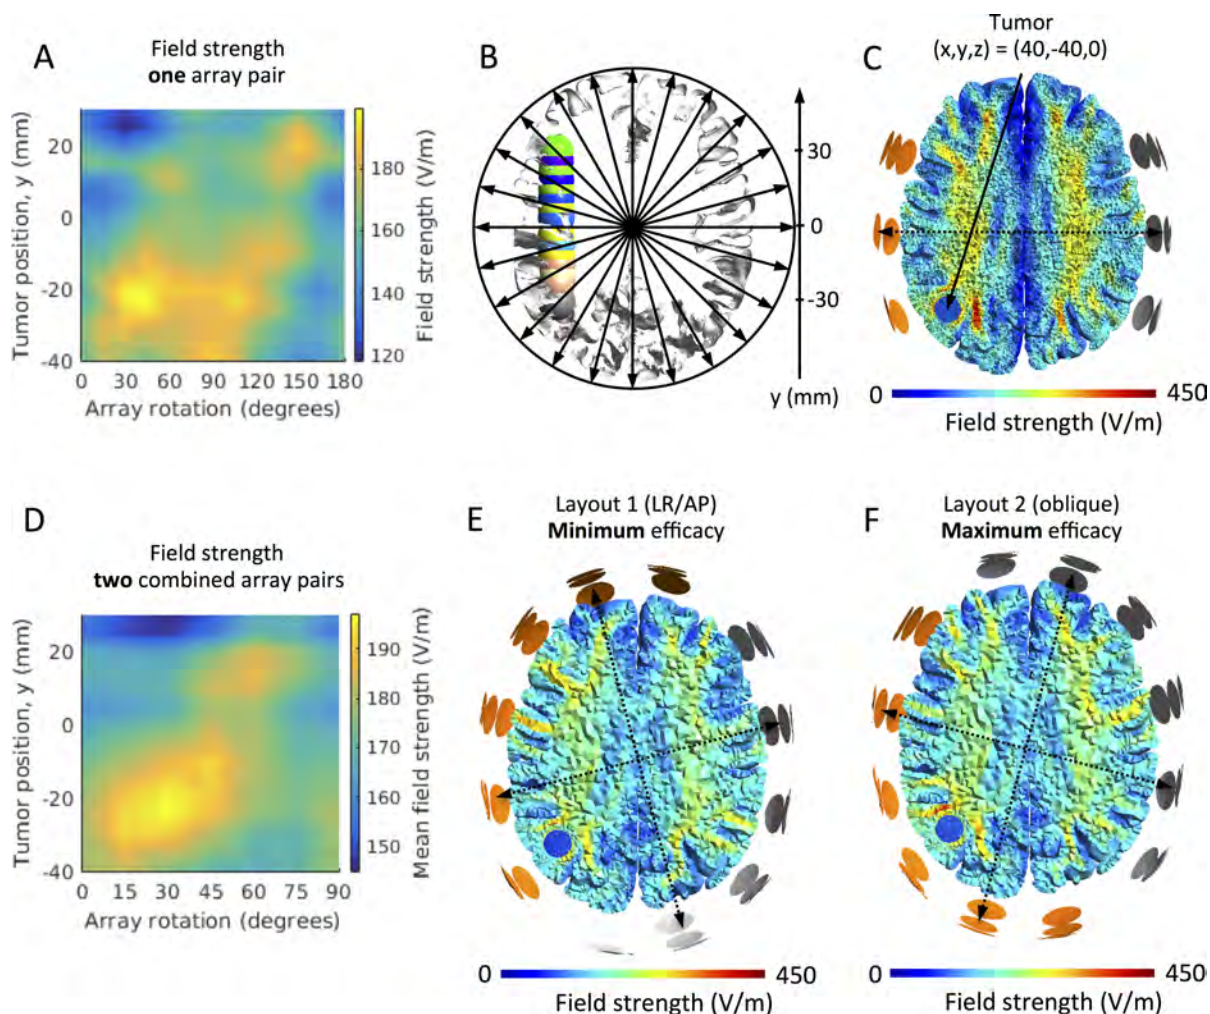 A
Field strength
one array pair
Tumor position, y (mm)
20
0
-20
-40
0 30 60 90 120 150 180
Array rotation (degrees)
180
160
140
120
Field strength (V/m)
B
30
0
-30
y (mm)
C
Tumor
(x,y,z) = (40,-40,0)
0 450
Field strength (V/m)
D
Field strength
two combined array pairs
Tumor position, y (mm)
20
0
-20
-40
0 15 30 45 60 75 90
Array rotation (degrees)
190
180
170
160
150
Mean field strength (V/m)
E
Layout 1 (LR/AP)
Minimum efficacy
0 450
Field strength (V/m)
F
Layout 2 (oblique)
Maximum efficacy
0 450
Field strength (V/m)